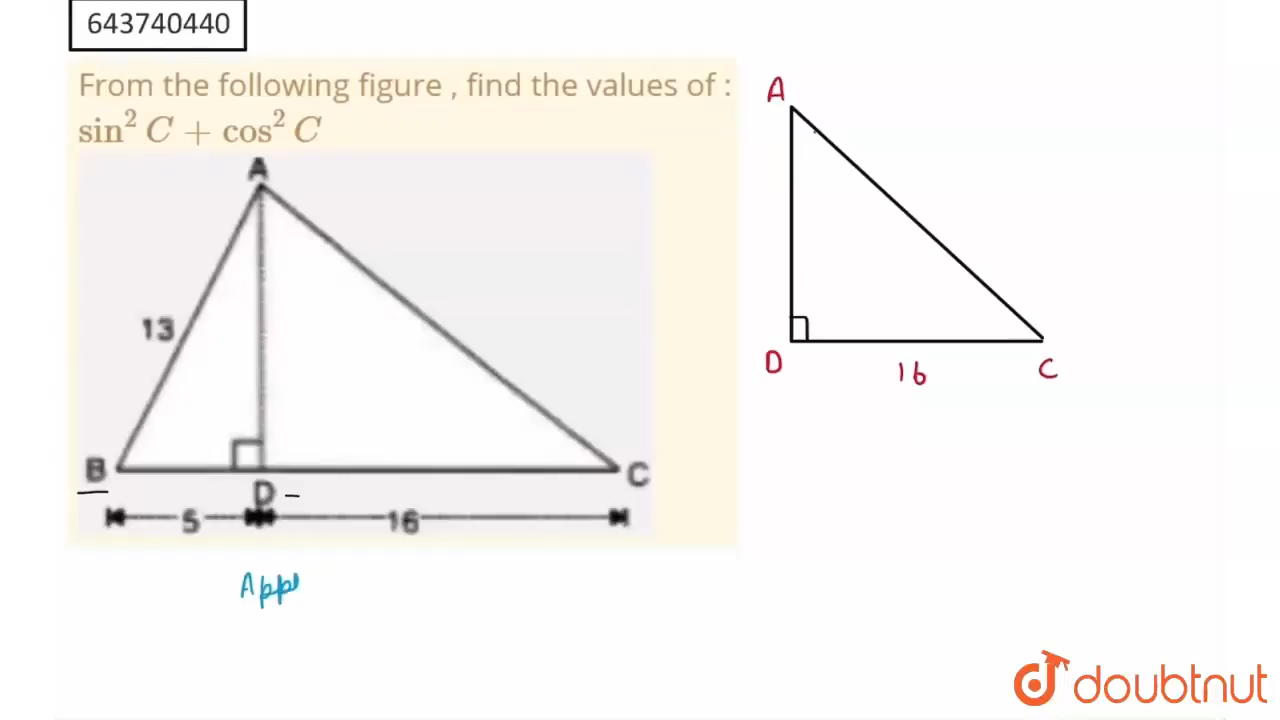 643740440
From the following figure , find the values of :
sin² C + cos² C
A
13
B
D
C
5
16
A
D
16
C
App
doubtnut